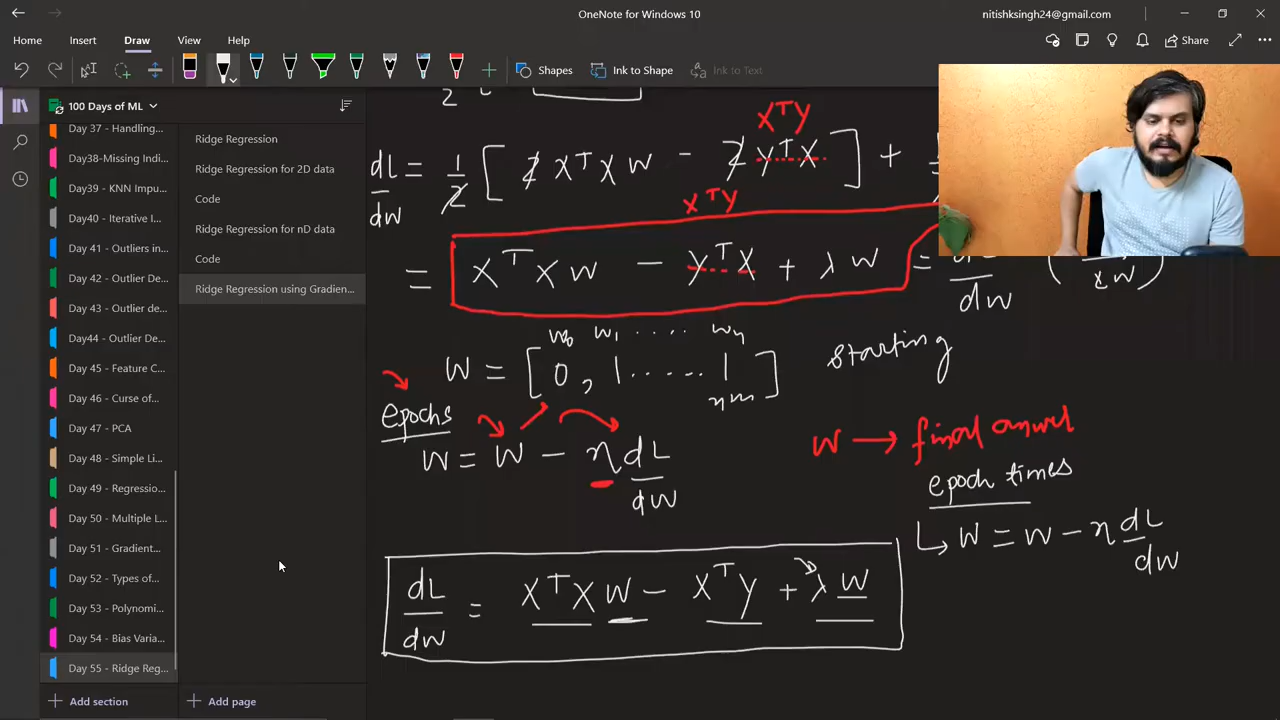 OneNote for Windows 10
nitishksingh24@gmail.com
Home Insert Draw View Help
Share
Shapes Ink to Shape Ink to Text
100 Days of ML
Day 37 - Handling...
Day38-Missing Indi...
Day39 - KNN Impu...
Day40 - Iterative I...
Day 41 - Outliers in...
Day 42 - Outlier De...
Day 43 - Outlier de...
Day44 - Outlier De...
Day 45 - Feature C...
Day 46 - Curse of...
Day 47 - PCA
Day 48 - Simple Li...
Day 49 - Regressio...
Day 50 - Multiple L...
Day 51 - Gradient...
Day 52 - Types of...
Day 53 - Polynomi...
Day 54 - Bias Varia...
Day 55 - Ridge Reg...
Add section
Ridge Regression
Ridge Regression for 2D data
Code
Ridge Regression for nD data
Code
Ridge Regression using Gradien...
Add page
2
XᵀY
dL/dW = 1/2 [ 2 XᵀXW - 2 YᵀX ] +
XᵀY
= XᵀXW - YᵀX + λW = dW
W₀ W₁ ..... Wₙ
W = [ 0, 1 ..... 1 ] starting
epochs
W = W - η dL/dW
W → final answer
epoch times
↳ W = W - η dL/dW
dL/dW = XᵀXW - XᵀY + λW